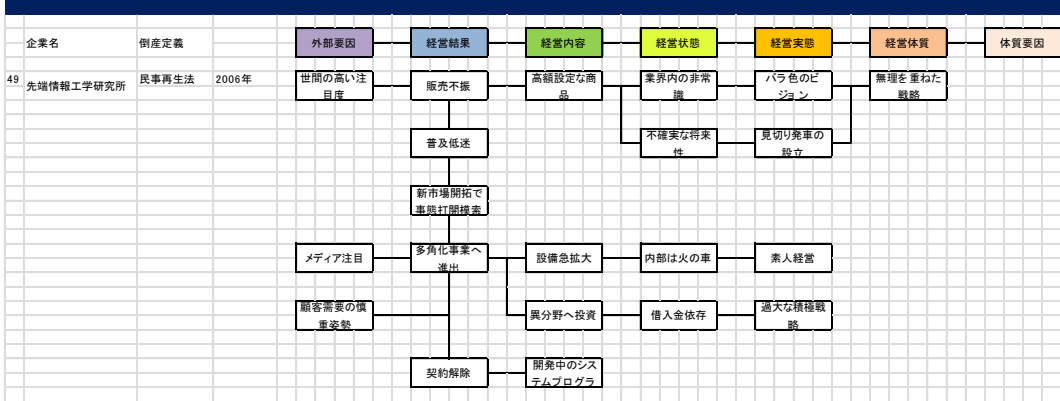 企業名 倒産定義 外部要因 経営結果 経営内容 経営状態 経営実態 経営体質 体質要因
49 先端情報工学研究所 民事再生法 2006年
世間の高い注
目度
販売不振
高額設定な商
品
業界内の非常
識
バラ色のビ
ジョン
無理を重ねた
戦略
普及低迷
不確実な将来
性
見切り発車の
設立
新市場開拓で
事態打開模索
メディア注目
多角化事業へ
進出
設備急拡大
内部は火の車
素人経営
顧客需要の慎
重姿勢
異分野へ投資
借入金依存
過大な積極戦
略
契約解除
開発中のシス
テムプログラ